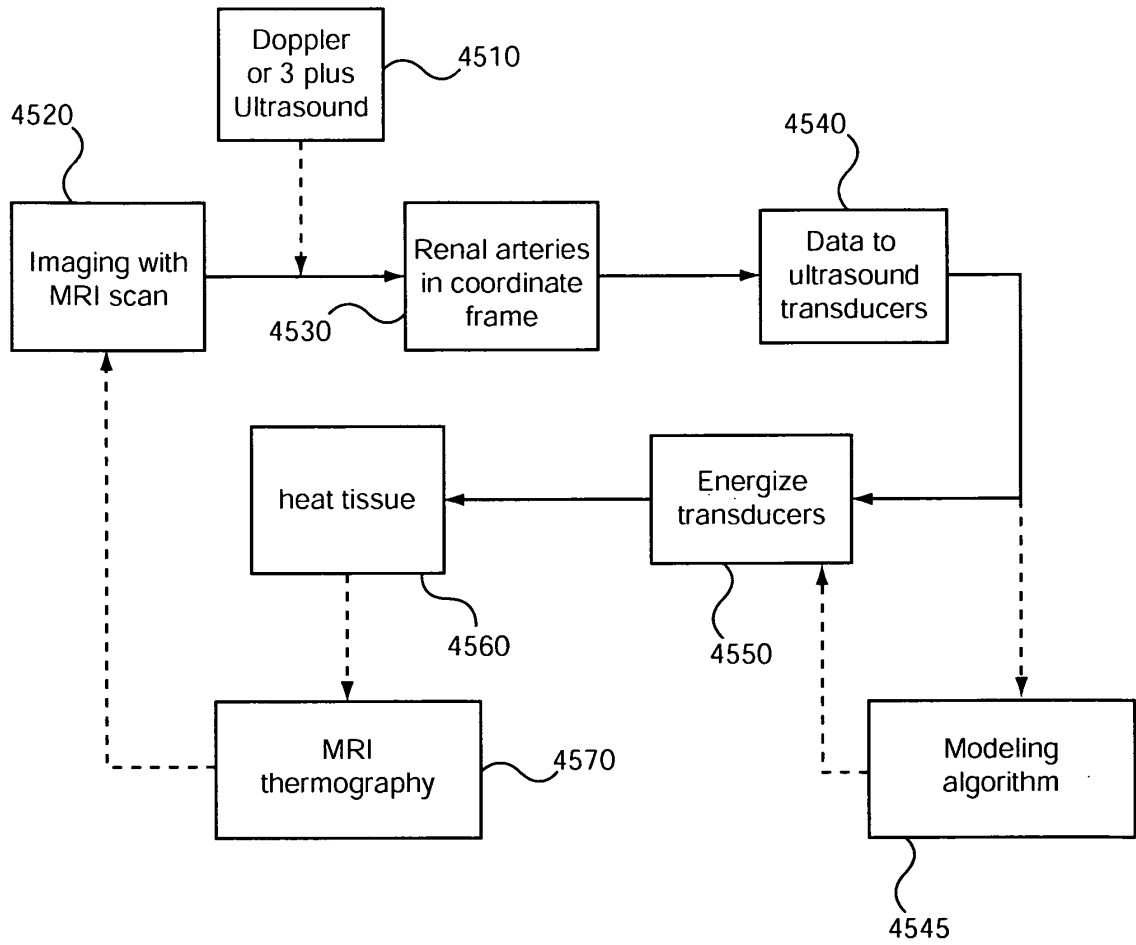 Doppler
or 3 plus
Ultrasound
4510
4520
4540
Imaging with
MRI scan
Renal arteries
in coordinate
frame
4530
Data to
ultrasound
transducers
heat tissue
Energize
transducers
4560
4550
MRI
thermography
4570
Modeling
algorithm
4545